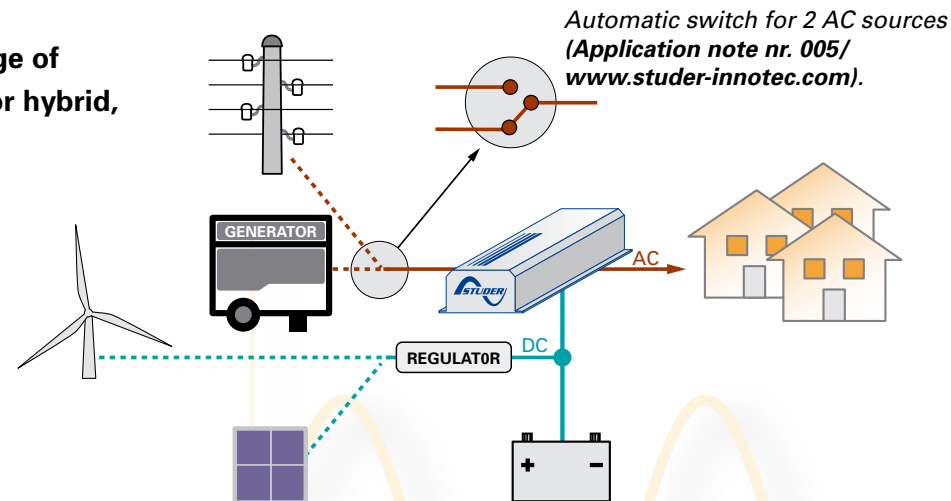 ge of
or hybrid,
Automatic switch for 2 AC sources
(Application note nr. 005/
www.studer-innotec.com).
GENERATOR
STUDER
AC
REGULAT0R
DC
+ −